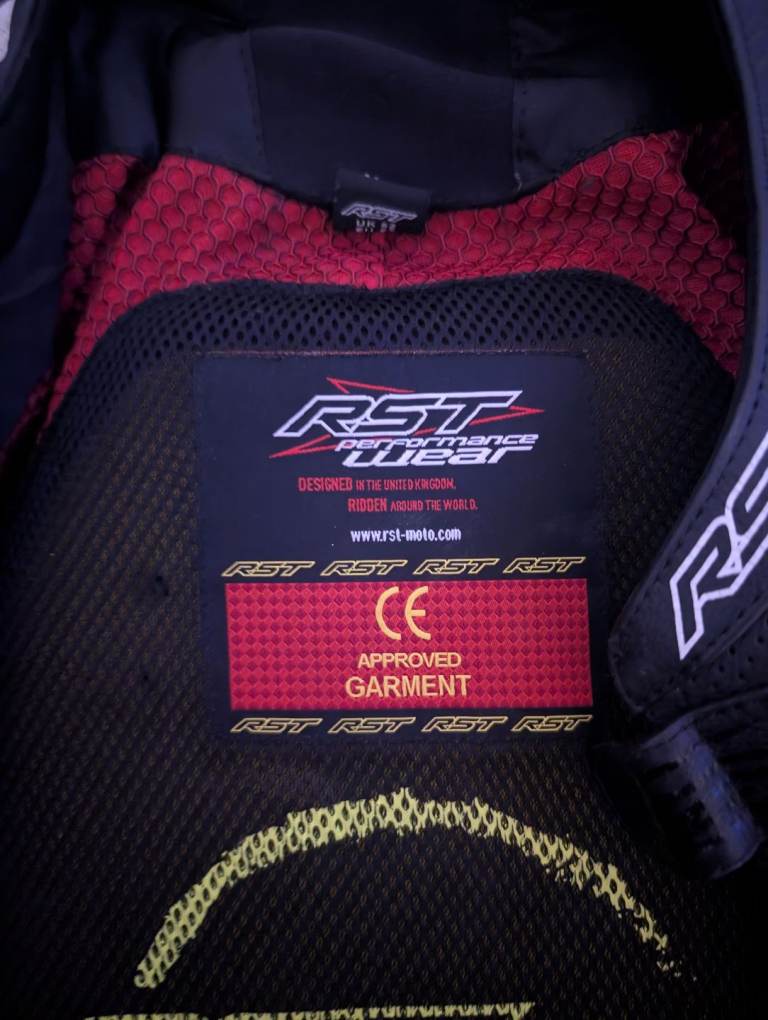 RST
RST
performance
wear
DESIGNED IN THE UNITED KINGDOM.
RIDDEN AROUND THE WORLD.
www.rst-moto.com
RST RST RST RST
CE
APPROVED
GARMENT
RST RST RST RST